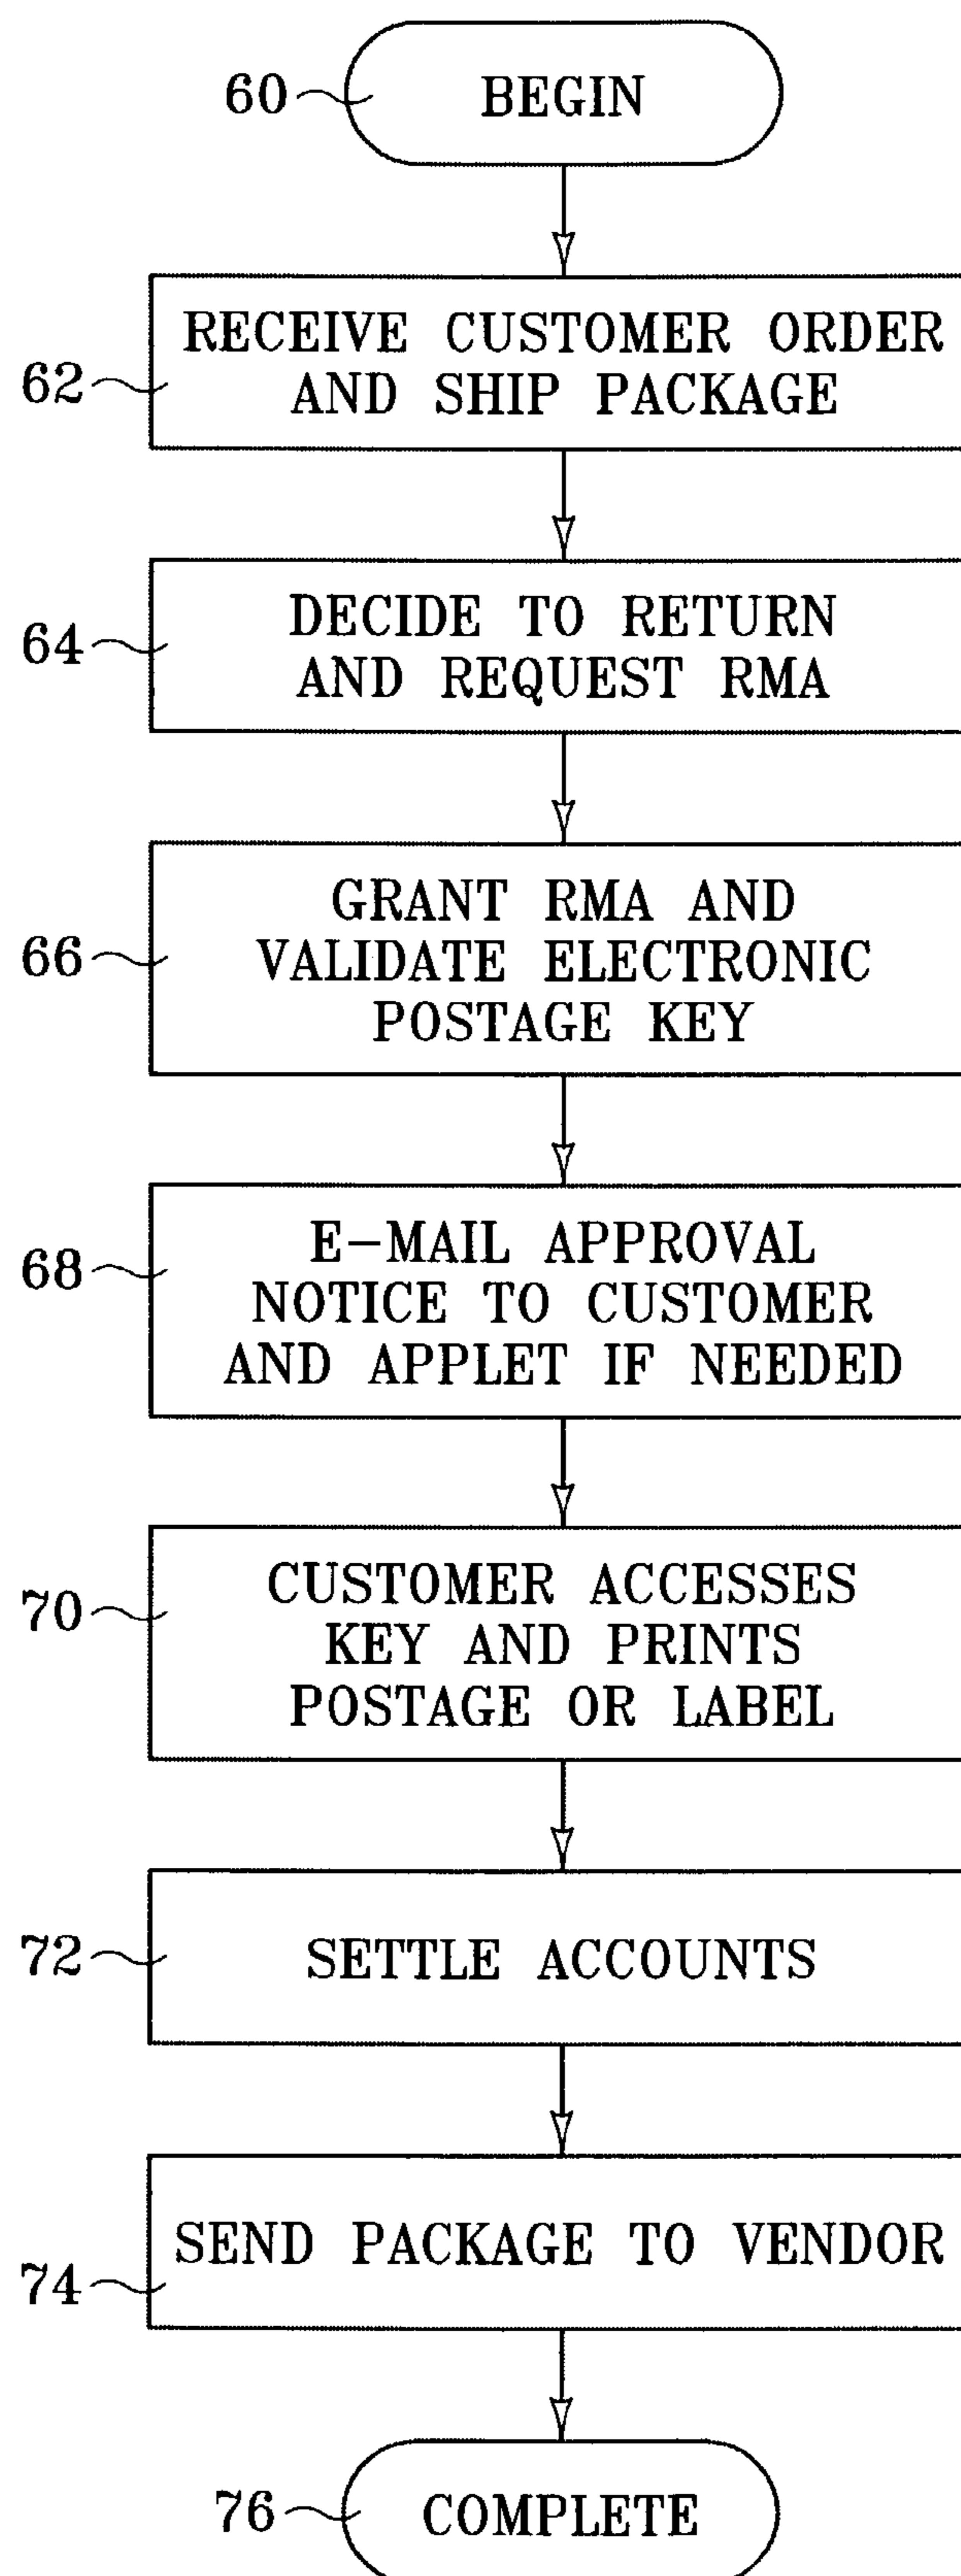 60
BEGIN
RECEIVE CUSTOMER ORDER
62
AND SHIP PACKAGE
DECIDE TO RETURN
64
AND REQUEST RMA
GRANT RMA AND
66
VALIDATE ELECTRONIC
POSTAGE KEY
E-MAIL APPROVAL
68
NOTICE TO CUSTOMER
AND APPLET IF NEEDED
CUSTOMER ACCESSES
70
KEY AND PRINTS
POSTAGE OR LABEL
72
SETTLE ACCOUNTS
SEND PACKAGE TO VENDOR
74
76
COMPLETE